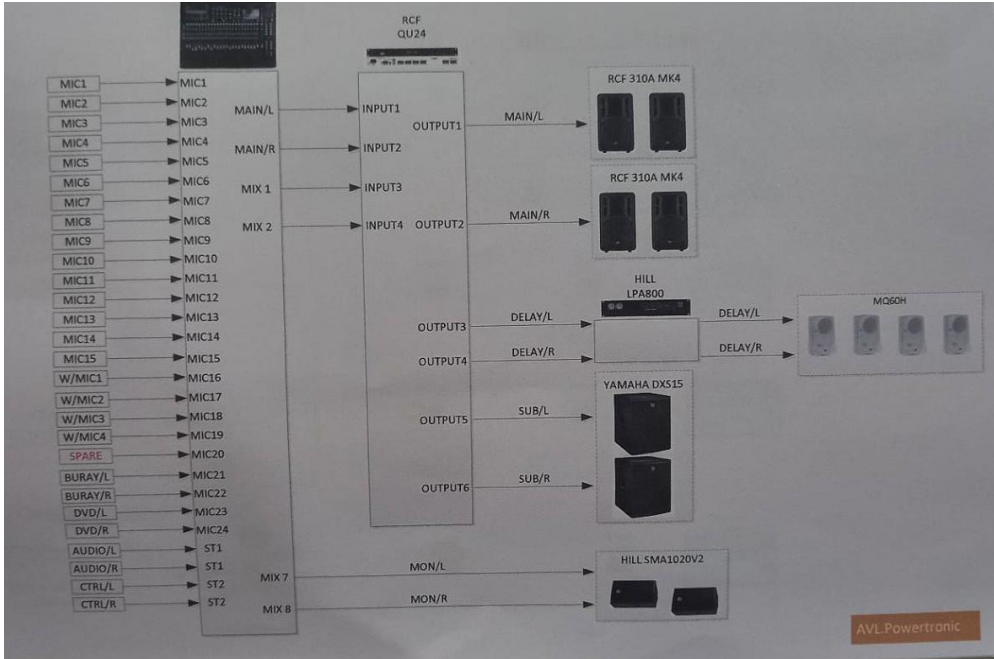 RCF
QU24
MIC1
MIC2
MIC3
MIC4
MIC5
MIC6
MIC7
MIC8
MIC9
MIC10
MIC11
MIC12
MIC13
MIC14
MIC15
W/MIC1
W/MIC2
W/MIC3
W/MIC4
SPARE
BURAY/L
BURAY/R
DVD/L
DVD/R
AUDIO/L
AUDIO/R
CTRL/L
CTRL/R
MIC1
MIC2
MIC3
MIC4
MIC5
MIC6
MIC7
MIC8
MIC9
MIC10
MIC11
MIC12
MIC13
MIC14
MIC15
MIC16
MIC17
MIC18
MIC19
MIC20
MIC21
MIC22
MIC23
MIC24
ST1
ST1
ST2
ST2
MAIN/L
MAIN/R
MIX 1
MIX 2
MIX 7
MIX 8
INPUT1
INPUT2
INPUT3
INPUT4
OUTPUT1
OUTPUT2
OUTPUT3
OUTPUT4
OUTPUT5
OUTPUT6
MAIN/L
MAIN/R
DELAY/L
DELAY/R
SUB/L
SUB/R
MON/L
MON/R
RCF 310A MK4
RCF 310A MK4
HILL
LPA800
DELAY/L
DELAY/R
MQ60H
YAMAHA DXS15
HILL SMA1020V2
AVL.Powertronic